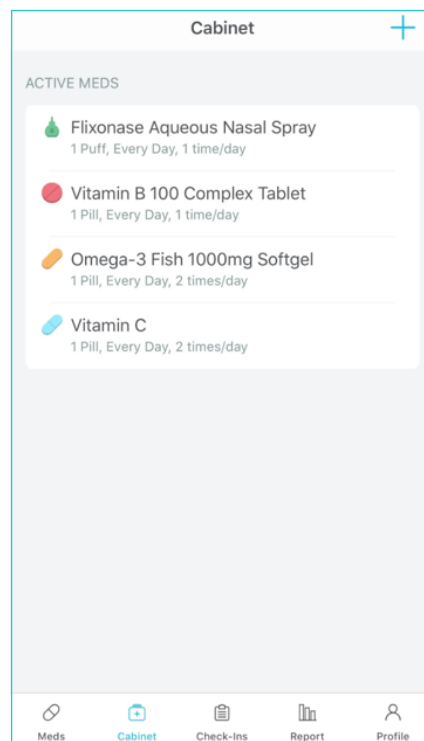 Cabinet
ACTIVE MEDS
Flixonase Aqueous Nasal Spray
1 Puff, Every Day, 1 time/day
Vitamin B 100 Complex Tablet
1 Pill, Every Day, 1 time/day
Omega-3 Fish 1000mg Softgel
1 Pill, Every Day, 2 times/day
Vitamin C
1 Pill, Every Day, 2 times/day
Meds Cabinet Check-Ins Report Profile